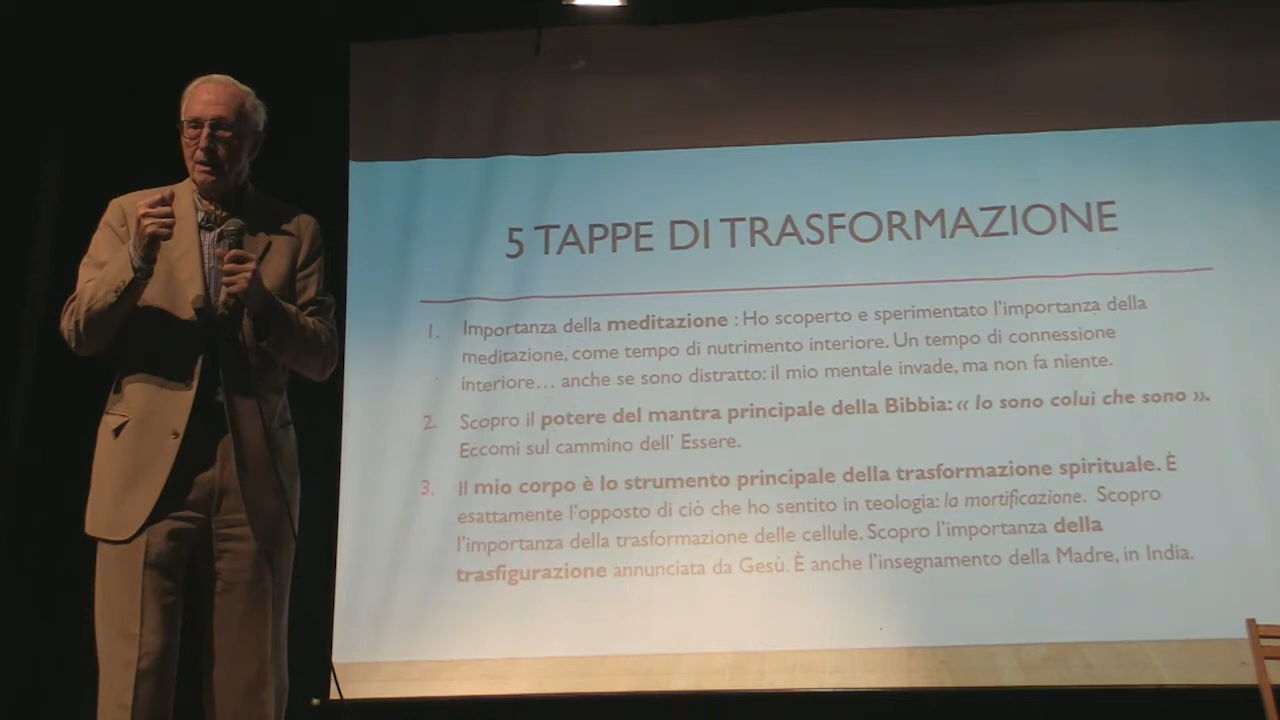 5 TAPPE DI TRASFORMAZIONE
1. Importanza della meditazione : Ho scoperto e sperimentato l'importanza della
meditazione, come tempo di nutrimento interiore. Un tempo di connessione
interiore... anche se sono distratto: il mio mentale invade, ma non fa niente.
2. Scopro il potere del mantra principale della Bibbia: « Io sono colui che sono ».
Eccomi sul cammino dell' Essere.
3. Il mio corpo è lo strumento principale della trasformazione spirituale. È
esattamente l'opposto di ciò che ho sentito in teologia: la mortificazione. Scopro
l'importanza della trasformazione delle cellule. Scopro l'importanza della
trasfigurazione annunciata da Gesù. È anche l'insegnamento della Madre, in India.